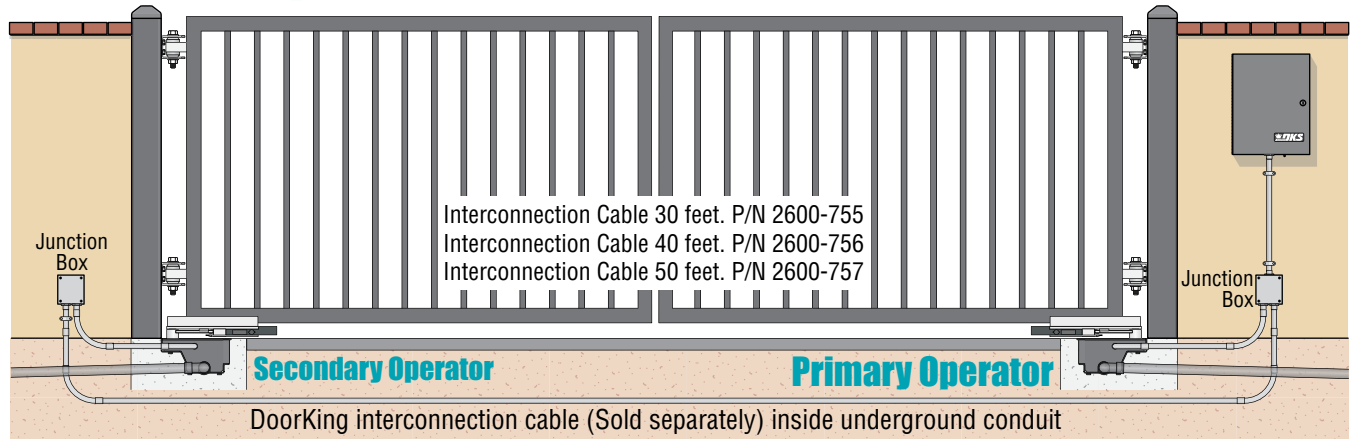 DKS
Interconnection Cable 30 feet. P/N 2600-755
Interconnection Cable 40 feet. P/N 2600-756
Interconnection Cable 50 feet. P/N 2600-757
Junction
Box
Junction
Box
Secondary Operator
Primary Operator
DoorKing interconnection cable (Sold separately) inside underground conduit